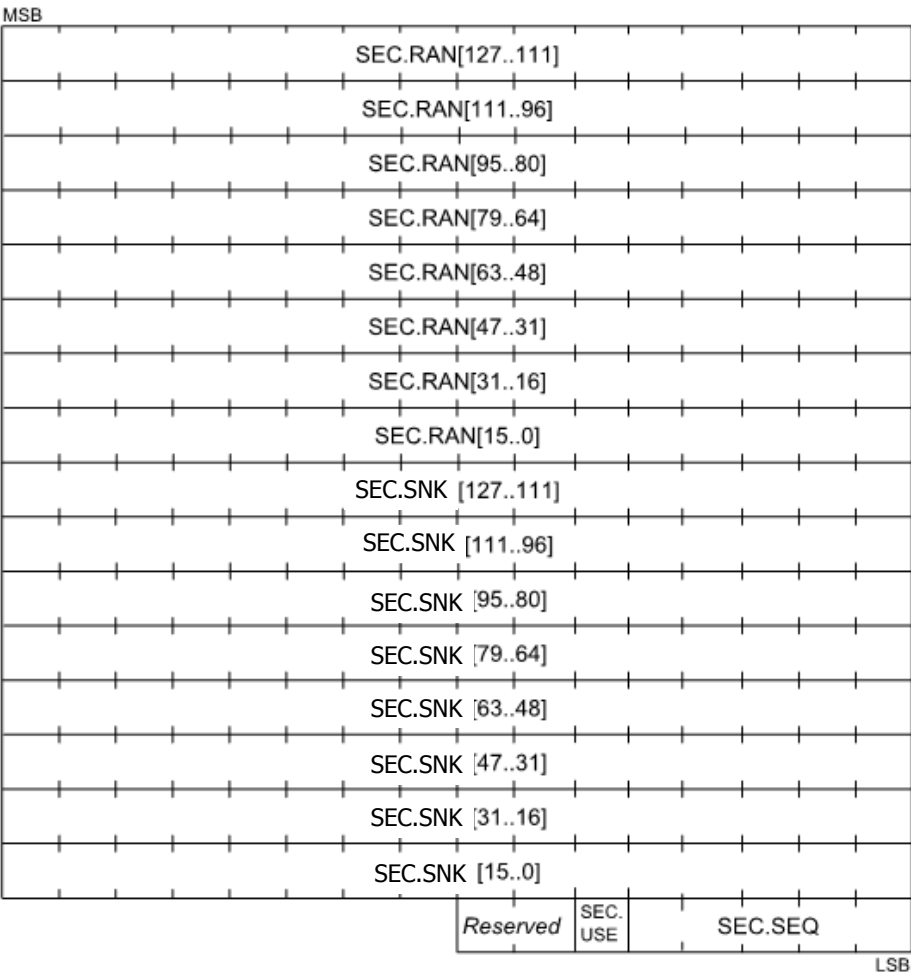 MSB
SEC.RAN[127..111]
SEC.RAN[111..96]
SEC.RAN[95..80]
SEC.RAN[79..64]
SEC.RAN[63..48]
SEC.RAN[47..31]
SEC.RAN[31..16]
SEC.RAN[15..0]
SEC.SNK [127..111]
SEC.SNK [111..96]
SEC.SNK [95..80]
SEC.SNK [79..64]
SEC.SNK [63..48]
SEC.SNK [47..31]
SEC.SNK [31..16]
SEC.SNK [15..0]
Reserved
SEC.
USE
SEC.SEQ
LSB